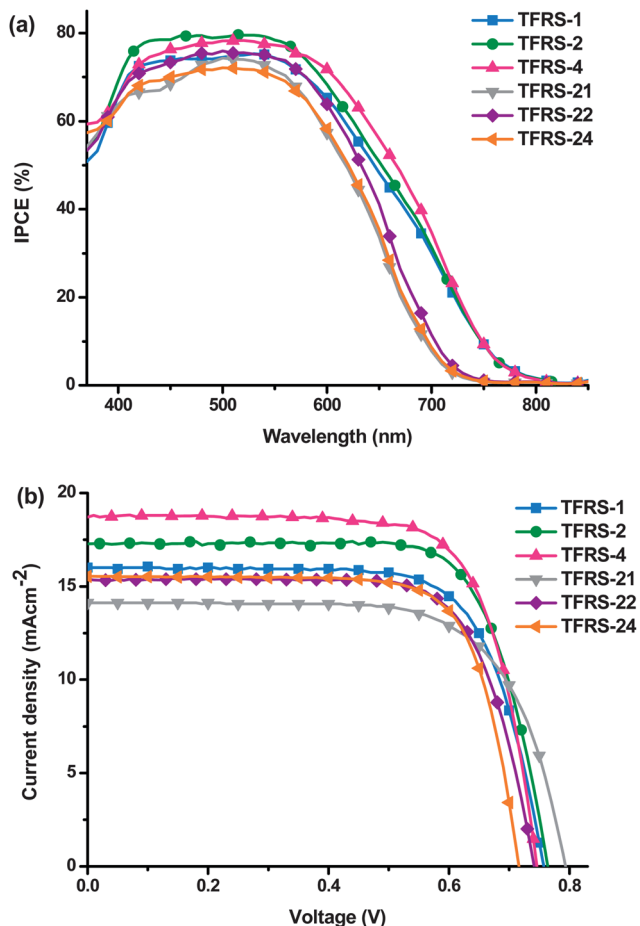 (a)
80
60
40
20
0
IPCE (%)
400 500 600 700 800
Wavelength (nm)
TFRS-1
TFRS-2
TFRS-4
TFRS-21
TFRS-22
TFRS-24
(b)
20
15
10
5
0
Current density (mAcm⁻²)
0.0 0.2 0.4 0.6 0.8
Voltage (V)
TFRS-1
TFRS-2
TFRS-4
TFRS-21
TFRS-22
TFRS-24